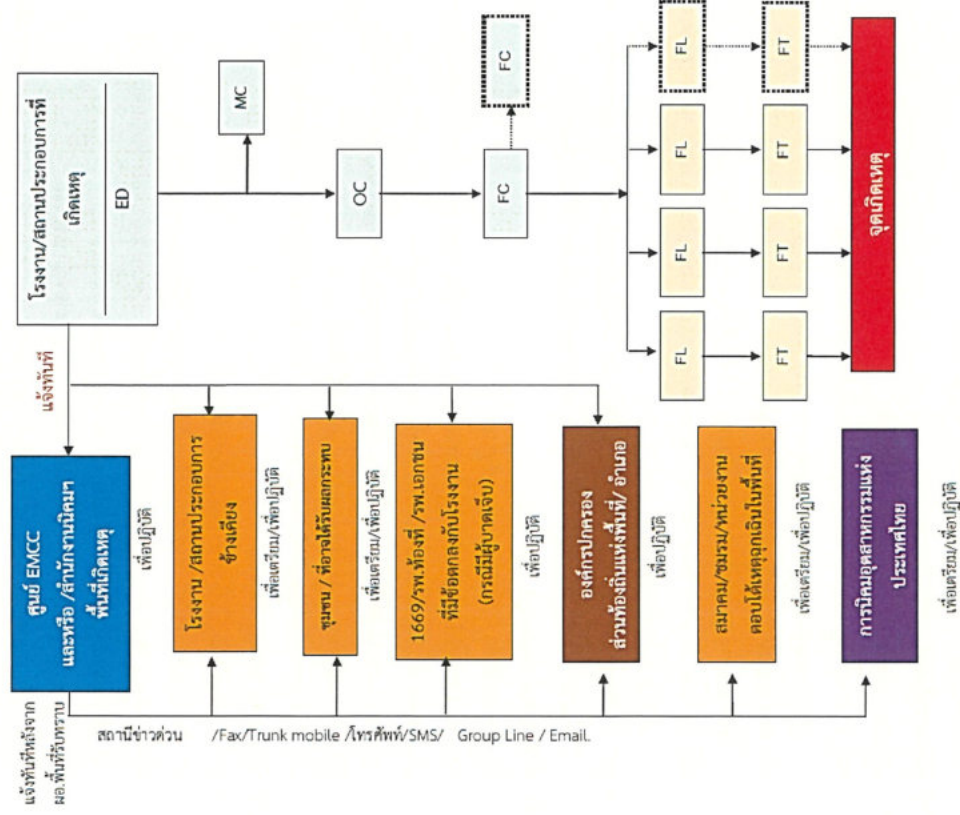 โรงงาน/สถานประกอบการที่
เกิดเหตุ
ED
MC
OC
FC
FC
FL
FL
FL
FL
FT
FT
FT
FT
จุดเกิดเหตุ
แจ้งทันที
ศูนย์ EMCC
และหรือ /สำนักงานนิคมฯ
พื้นที่เกิดเหตุ
เพื่อปฏิบัติ
โรงงาน /สถานประกอบการ
ข้างเคียง
เพื่อเตรียม/เพื่อปฏิบัติ
ชุมชน / ที่อาจได้รับผลกระทบ
เพื่อเตรียม/เพื่อปฏิบัติ
1669/รพ.ท้องที่ /รพ.เอกชน
ที่มีข้อตกลงกับโรงงาน
(กรณีมีผู้บาดเจ็บ)
เพื่อปฏิบัติ
องค์กรปกครอง
ส่วนท้องถิ่นแห่งพื้นที่/ อำเภอ
เพื่อปฏิบัติ
สมาคม/ชมรม/หน่วยงาน
ตอบโต้เหตุฉุกเฉินในพื้นที่
เพื่อเตรียม/เพื่อปฏิบัติ
การนิคมอุตสาหกรรมแห่ง
ประเทศไทย
เพื่อเตรียม/เพื่อปฏิบัติ
แจ้งทันทีหลังจาก
ผอ.พื้นที่รับทราบ
สถานีข่าวด่วน /Fax/Trunk mobile /โทรศัพท์/SMS/ Group Line / Email.